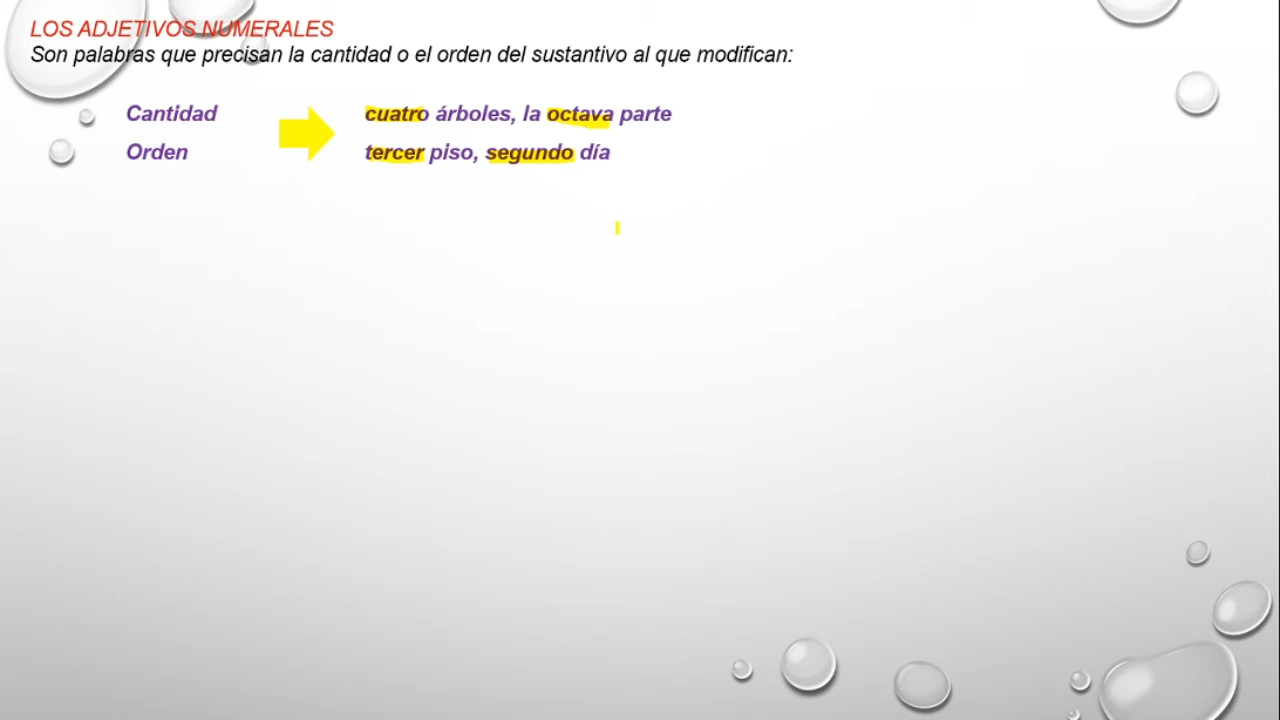 LOS ADJETIVOS NUMERALES
Son palabras que precisan la cantidad o el orden del sustantivo al que modifican:
Cantidad cuatro árboles, la octava parte
Orden tercer piso, segundo día